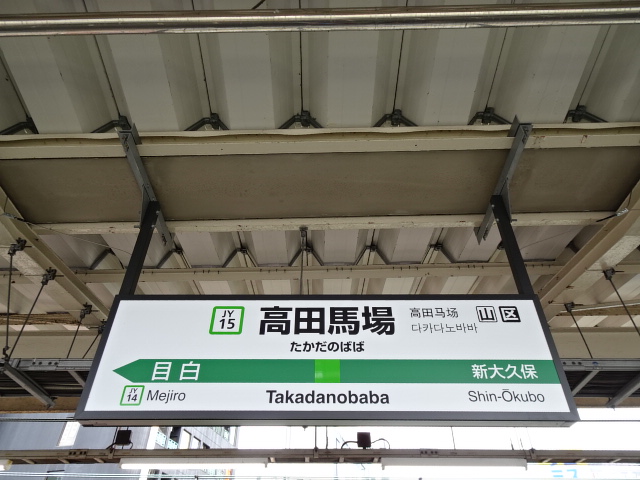 JY 15 高田馬場 高田马场 山 区
たかだのばば 다카다노바바
目白 新大久保
JY 14 Mejiro Takadanobaba Shin-Ōkubo